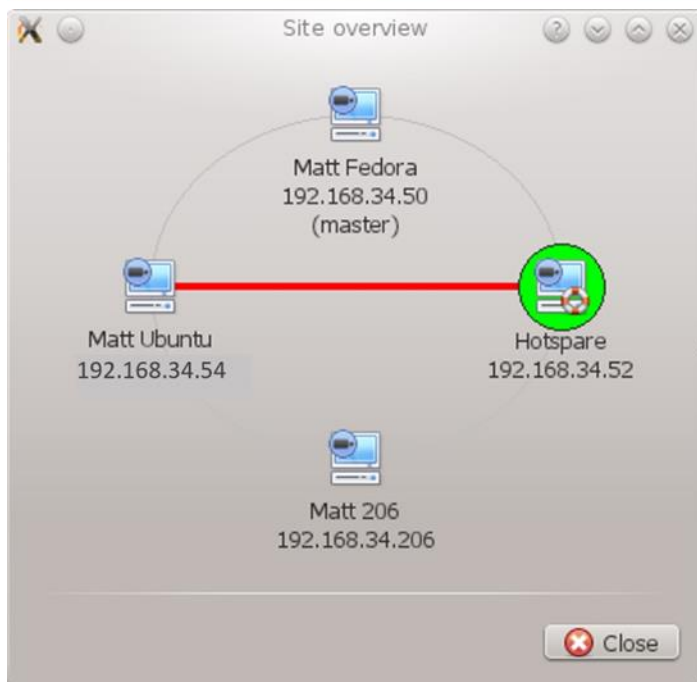 Site overview
Matt Fedora
192.168.34.50
(master)
Matt Ubuntu
192.168.34.54
Hotspare
192.168.34.52
Matt 206
192.168.34.206
Close